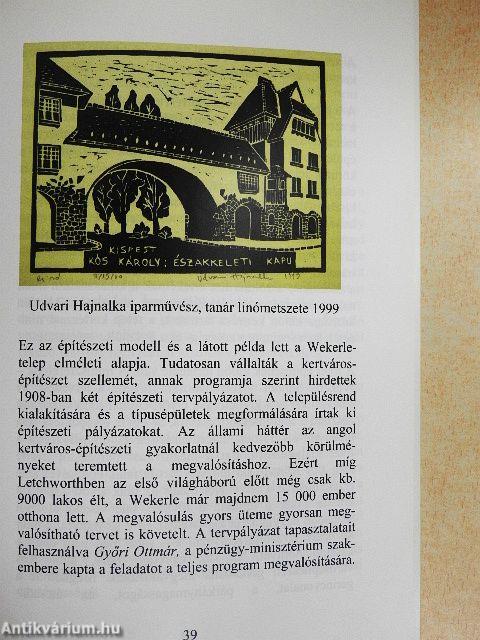 KISPEST
KÓS KÁROLY: ÉSZAKKELETI KAPU
Udvari Hajnalka
Udvari Hajnalka iparművész, tanár linómetszete 1999
Ez az építészeti modell és a látott példa lett a Wekerle-
telep elméleti alapja. Tudatosan vállalták a kertváros-
építészet szellemét, annak programja szerint hirdettek
1908-ban két építészeti tervpályázatot. A településrend
kialakítására és a típusépületek megformálására írtak ki
építészeti pályázatokat. Az állami háttér az angol
kertváros-építészeti gyakorlatnál kedvezőbb körülmé-
nyeket teremtett a megvalósításhoz. Ezért míg
Letchworthben az első világháború előtt még csak kb.
9000 lakos élt, a Wekerle már majdnem 15 000 ember
otthona lett. A megvalósulás gyors üteme gyorsan meg-
valósítható tervet is követelt. A tervpályázat tapasztalatait
felhasználva Győri Ottmár, a pénzügy-minisztérium szak-
embere kapta a feladatot a teljes program megvalósítására.
39
Antikvárium.hu